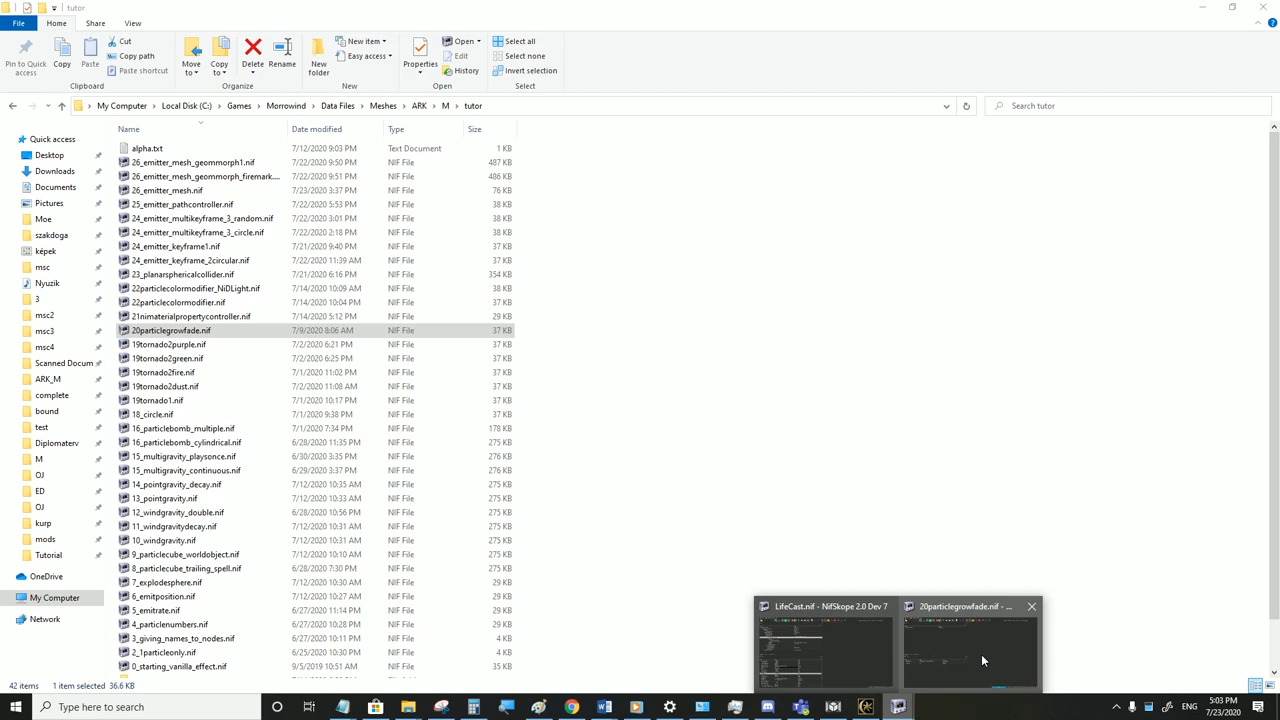 tutor
File Home Share View
Pin to Quick access
Copy
Paste
Cut
Copy path
Paste shortcut
Clipboard
Move to
Copy to
Delete
Rename
Organize
New folder
New item
Easy access
New
Properties
Open
Edit
History
Open
Select all
Select none
Invert selection
Select
My Computer > Local Disk (C:) > Games > Morrowind > Data Files > Meshes > ARK > M > tutor
Search tutor
Name Date modified Type Size
Quick access
Desktop
Downloads
Documents
Pictures
Moe
szakdoga
képek
msc
Nyuzik
3
msc2
msc3
msc4
Scanned Docum
ARK_M
complete
bound
test
Diplomaterv
M
OJ
ED
OJ
kurp
mods
Tutorial
OneDrive
My Computer
Network
alpha.txt 7/12/2020 9:03 PM Text Document 1 KB
26_emitter_mesh_geommorph1.nif 7/22/2020 9:50 PM NIF File 487 KB
26_emitter_mesh_geommorph_firemark.... 7/22/2020 9:51 PM NIF File 486 KB
26_emitter_mesh.nif 7/23/2020 3:37 PM NIF File 76 KB
25_emitter_pathcontroller.nif 7/22/2020 5:53 PM NIF File 38 KB
24_emitter_multikeyframe_3_random.nif 7/22/2020 3:01 PM NIF File 38 KB
24_emitter_multikeyframe_3_circle.nif 7/22/2020 2:18 PM NIF File 38 KB
24_emitter_keyframe1.nif 7/21/2020 9:40 PM NIF File 37 KB
24_emitter_keyframe_2circular.nif 7/22/2020 11:39 AM NIF File 37 KB
23_planarsphericalcollider.nif 7/21/2020 6:16 PM NIF File 354 KB
22particlecolormodifier_NiDLight.nif 7/14/2020 10:09 AM NIF File 38 KB
22particlecolormodifier.nif 7/14/2020 10:04 PM NIF File 37 KB
21nimaterialpropertycontroller.nif 7/14/2020 5:12 PM NIF File 29 KB
20particlegrowfade.nif 7/9/2020 8:06 AM NIF File 37 KB
19tornado2purple.nif 7/2/2020 6:21 PM NIF File 37 KB
19tornado2green.nif 7/2/2020 6:25 PM NIF File 37 KB
19tornado2fire.nif 7/1/2020 11:02 PM NIF File 37 KB
19tornado2dust.nif 7/2/2020 11:08 AM NIF File 37 KB
19tornado1.nif 7/1/2020 10:17 PM NIF File 37 KB
18_circle.nif 7/1/2020 9:38 PM NIF File 37 KB
16_particlebomb_multiple.nif 7/1/2020 7:34 PM NIF File 178 KB
16_particlebomb_cylindrical.nif 6/28/2020 11:35 PM NIF File 275 KB
15_multigravity_playsonce.nif 6/30/2020 3:35 PM NIF File 276 KB
15_multigravity_continuous.nif 6/29/2020 3:37 PM NIF File 276 KB
14_pointgravity_decay.nif 7/12/2020 10:35 AM NIF File 275 KB
13_pointgravity.nif 7/12/2020 10:33 AM NIF File 275 KB
12_windgravity_double.nif 6/28/2020 10:56 PM NIF File 275 KB
11_windgravitydecay.nif 7/12/2020 10:31 AM NIF File 275 KB
10_windgravity.nif 7/12/2020 10:31 AM NIF File 275 KB
9_particlecube_worldobject.nif 7/12/2020 10:10 AM NIF File 275 KB
8_particlecube_trailing_spell.nif 6/28/2020 7:30 PM NIF File 275 KB
7_explodesphere.nif 7/12/2020 10:30 AM NIF File 29 KB
6_emitposition.nif 7/12/2020 10:27 AM NIF File 29 KB
5_emitrate.nif 6/27/2020 11:14 PM NIF File 29 KB
4_particlenumbers.nif 6/28/2020 12:04 PM NIF File 29 KB
3_giving_names_to_nodes.nif 6/27/2020 10:11 PM NIF File 4 KB
2_1particleonly.nif 6/25/2020 10:01 PM NIF File 4 KB
1_starting_vanilla_effect.nif 9/5/2019 10:51 AM NIF File 35 KB
LifeCast.nif - NifSkope 2.0 Dev 7
20particlegrowfade.nif - ...
42 items 1 item selected 36.6 KB
Type here to search
ENG
5:03 PM
7/23/2020